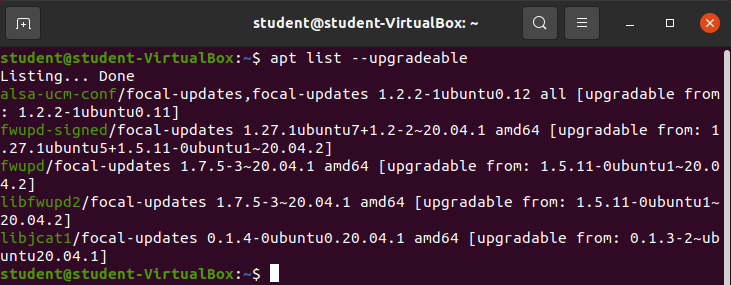 student@student-VirtualBox: ~
student@student-VirtualBox:~$ apt list --upgradeable
Listing... Done
alsa-ucm-conf/focal-updates,focal-updates 1.2.2-1ubuntu0.12 all [upgradable from
: 1.2.2-1ubuntu0.11]
fwupd-signed/focal-updates 1.27.1ubuntu7+1.2-2~20.04.1 amd64 [upgradable from: 1
.27.1ubuntu5+1.5.11-0ubuntu1~20.04.2]
fwupd/focal-updates 1.7.5-3~20.04.1 amd64 [upgradable from: 1.5.11-0ubuntu1~20.0
4.2]
libfwupd2/focal-updates 1.7.5-3~20.04.1 amd64 [upgradable from: 1.5.11-0ubuntu1~
20.04.2]
libjcat1/focal-updates 0.1.4-0ubuntu0.20.04.1 amd64 [upgradable from: 0.1.3-2~ub
untu20.04.1]
student@student-VirtualBox:~$